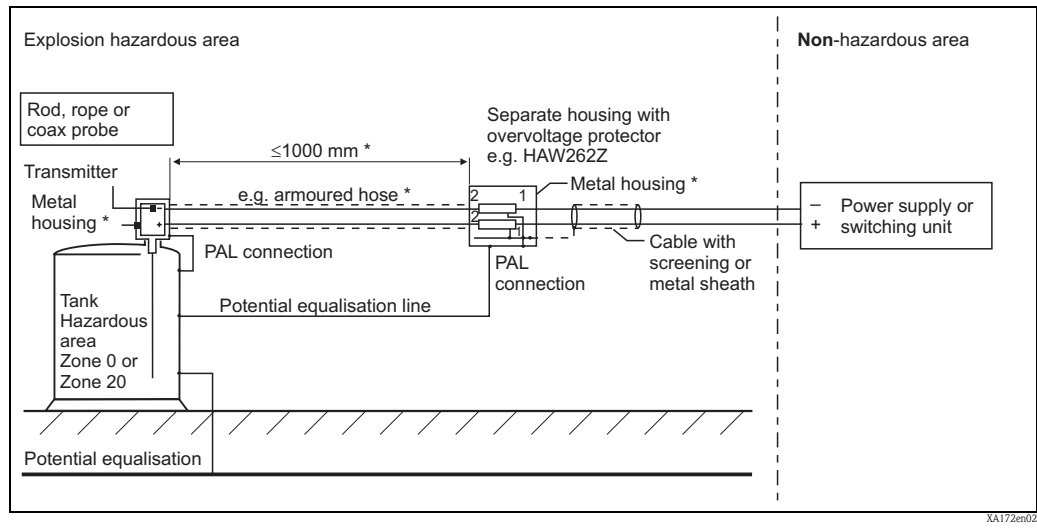 Explosion hazardous area
Non-hazardous area
Rod, rope or
coax probe
Separate housing with
overvoltage protector
e.g. HAW262Z
≤1000 mm *
Transmitter
Metal
housing *
e.g. armoured hose *
2 1
2 1
Metal housing *
–
+
–
+
Power supply or
switching unit
PAL connection
PAL
connection
Cable with
screening or
metal sheath
Potential equalisation line
Tank
Hazardous
area
Zone 0 or
Zone 20
Potential equalisation
XA172en02